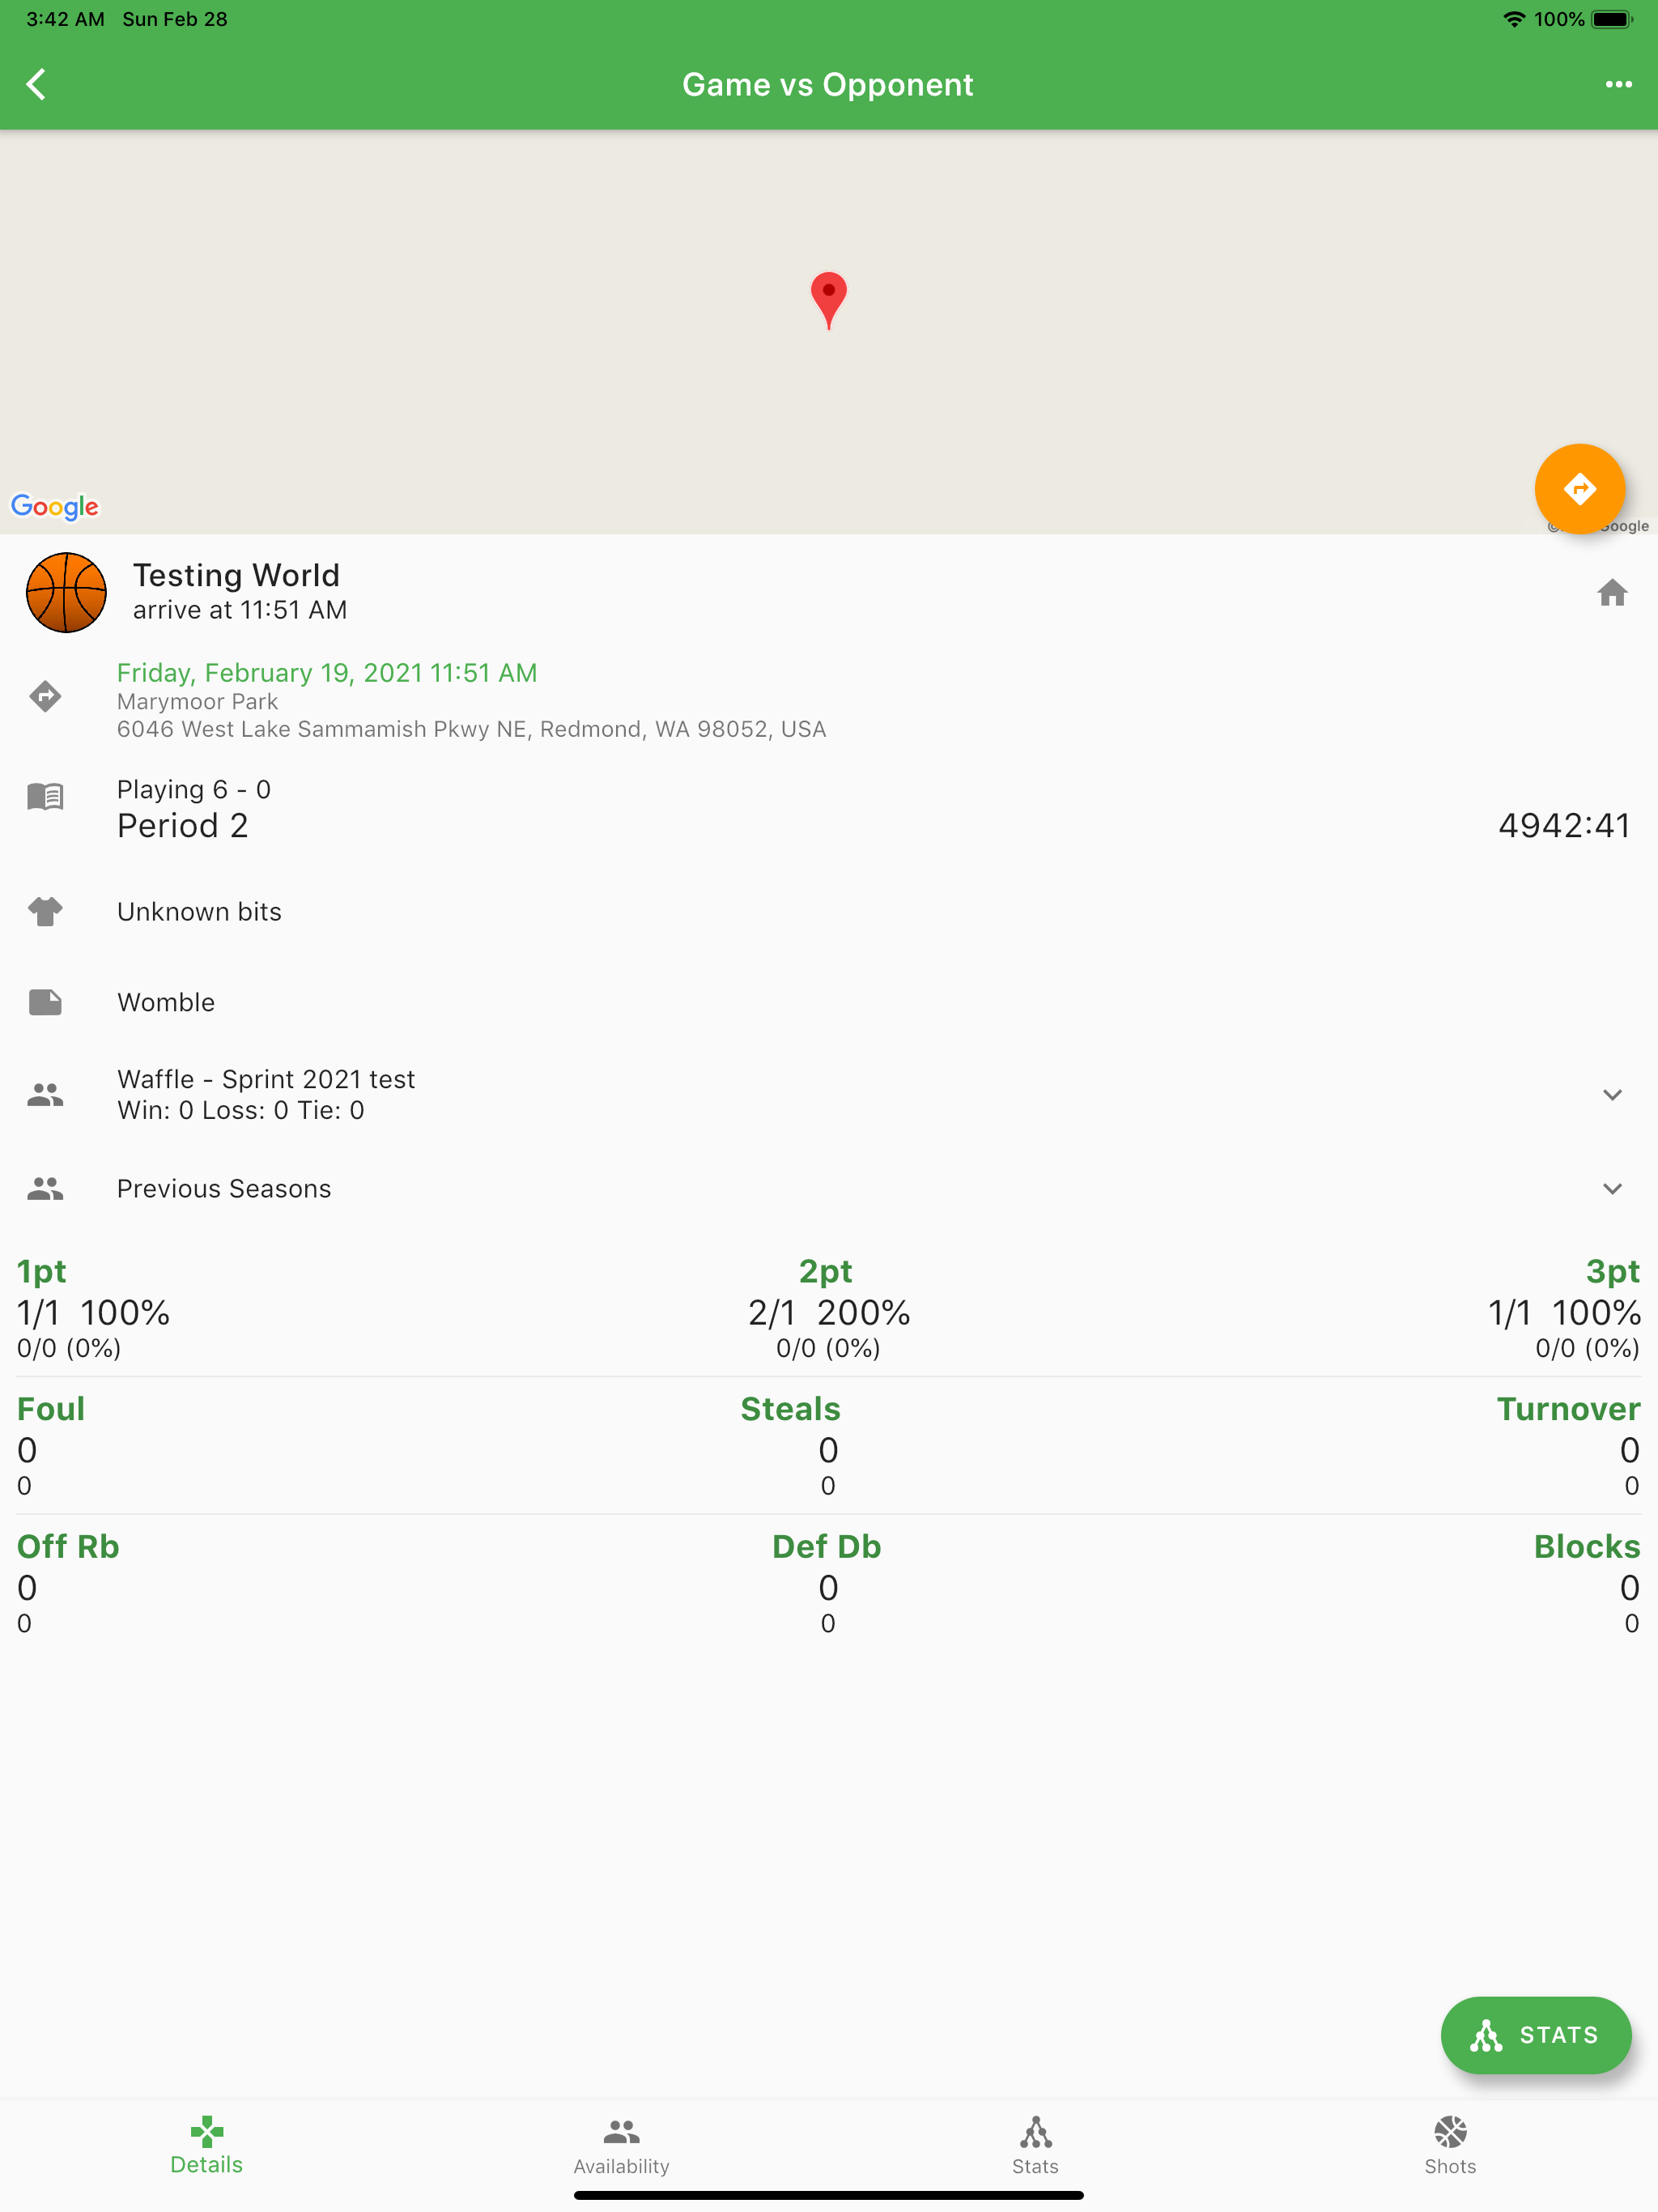 3:42 AM Sun Feb 28 100%
Game vs Opponent
Google
Google
Testing World
arrive at 11:51 AM
Friday, February 19, 2021 11:51 AM
Marymoor Park
6046 West Lake Sammamish Pkwy NE, Redmond, WA 98052, USA
Playing 6 - 0
Period 2 4942:41
Unknown bits
Womble
Waffle - Sprint 2021 test
Win: 0 Loss: 0 Tie: 0
Previous Seasons
1pt 2pt 3pt
1/1 100% 2/1 200% 1/1 100%
0/0 (0%) 0/0 (0%) 0/0 (0%)
Foul Steals Turnover
0 0 0
0 0 0
Off Rb Def Db Blocks
0 0 0
0 0 0
STATS
Details Availability Stats Shots